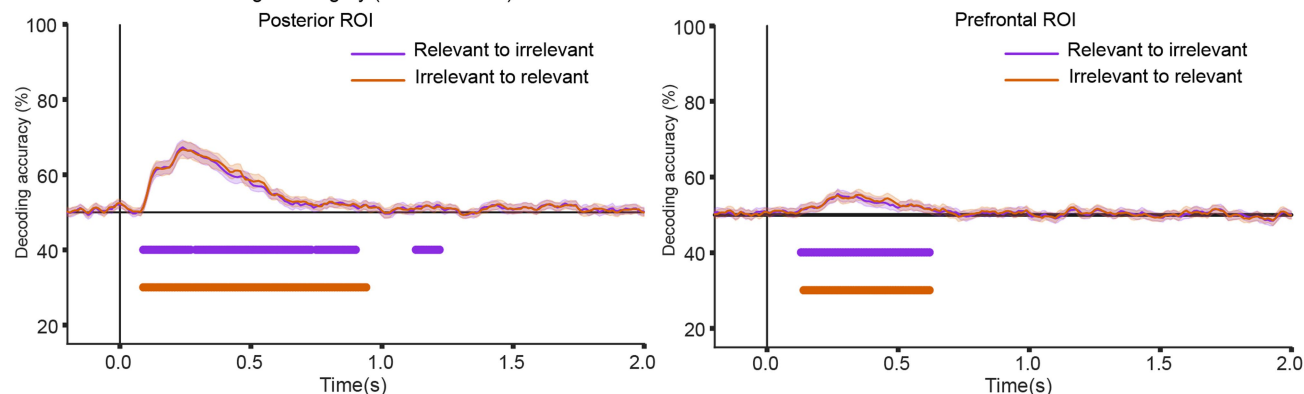 Posterior ROI
Relevant to irrelevant
Irrelevant to relevant
Decoding accuracy (%)
100
80
60
40
20
0.0 0.5 1.0 1.5 2.0
Time(s)
Prefrontal ROI
Relevant to irrelevant
Irrelevant to relevant
Decoding accuracy (%)
100
80
60
40
20
0.0 0.5 1.0 1.5 2.0
Time(s)